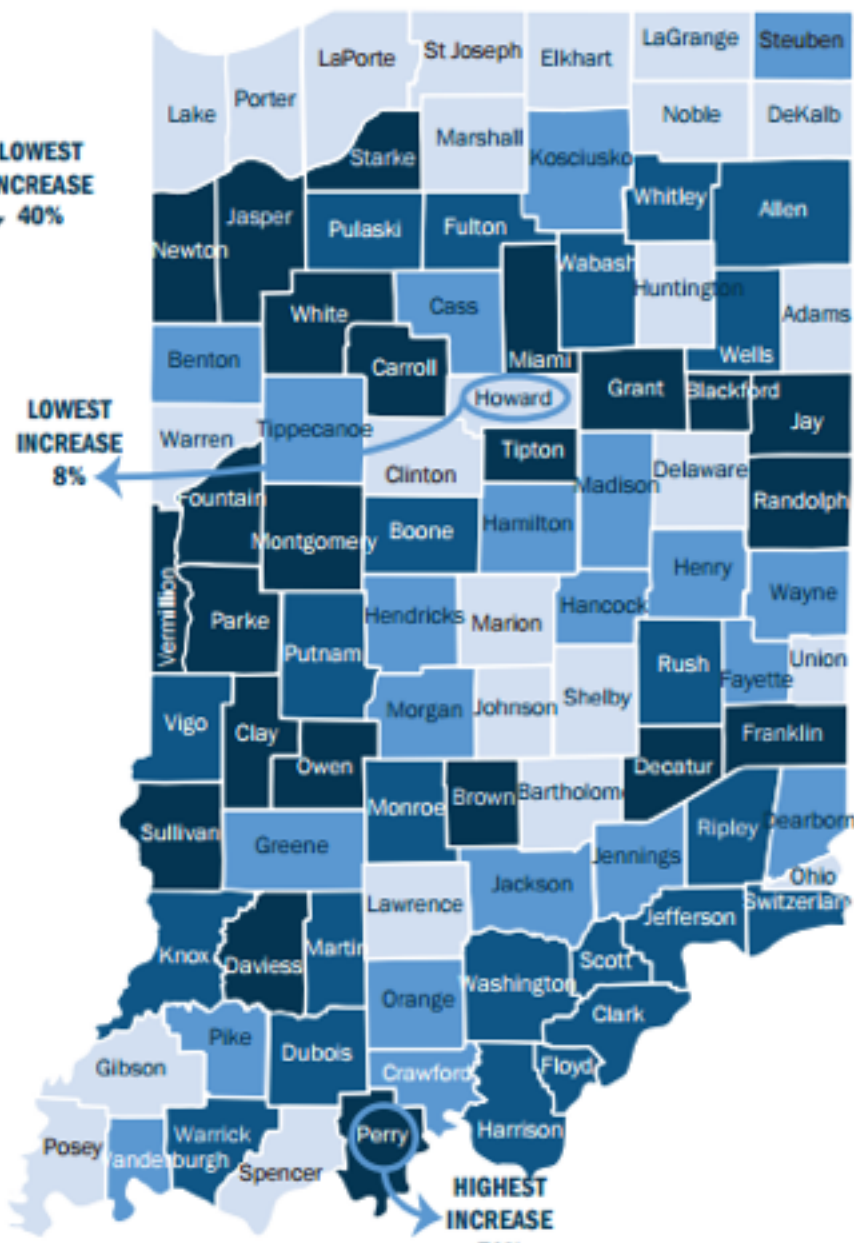 LaPorte
St Joseph
Elkhart
LaGrange
Steuben
Lake
Porter
Marshall
Noble
DeKalb
LOWEST
INCREASE
40%
Starke
Kosciusko
Whitley
Allen
Newton
Jasper
Pulaski
Fulton
Wabash
Huntington
Adams
White
Cass
Miami
Wells
Benton
Carroll
Grant
Blackford
Jay
LOWEST
INCREASE
8%
Warren
Tippecanoe
Howard
Clinton
Tipton
Madison
Delaware
Randolph
Fountain
Montgomery
Boone
Hamilton
Henry
Wayne
Vermillion
Parke
Putnam
Hendricks
Marion
Hancock
Rush
Fayette
Union
Vigo
Clay
Owen
Morgan
Johnson
Shelby
Decatur
Franklin
Sullivan
Greene
Monroe
Brown
Bartholom
Jennings
Ripley
Dearborn
Ohio
Jackson
Lawrence
Jefferson
Switzerlan
Knox
Daviess
Martin
Orange
Washington
Scott
Clark
Gibson
Pike
Dubois
Crawford
Floyd
Harrison
Posey
Vander
burgh
Warrick
Spencer
Perry
HIGHEST
INCREASE